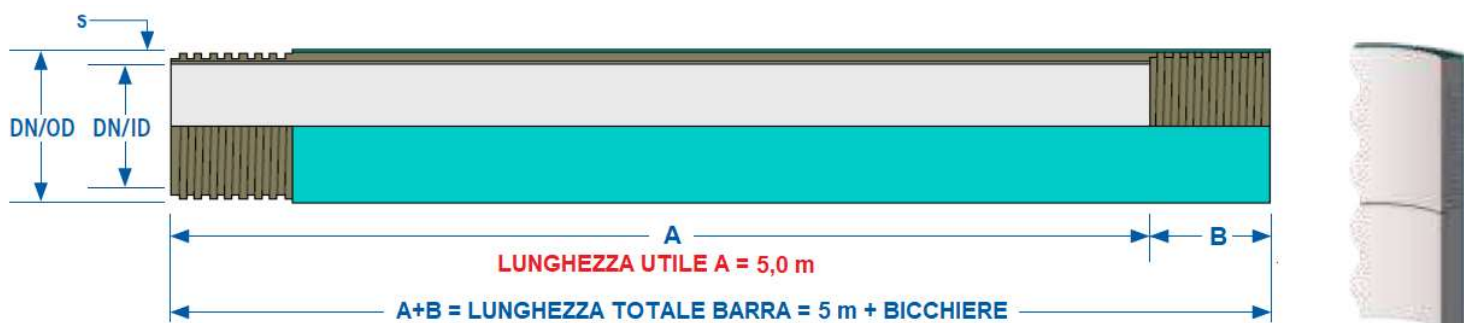 s
DN/OD
DN/ID
A
B
LUNGHEZZA UTILE A = 5,0 m
A+B = LUNGHEZZA TOTALE BARRA = 5 m + BICCHIERE